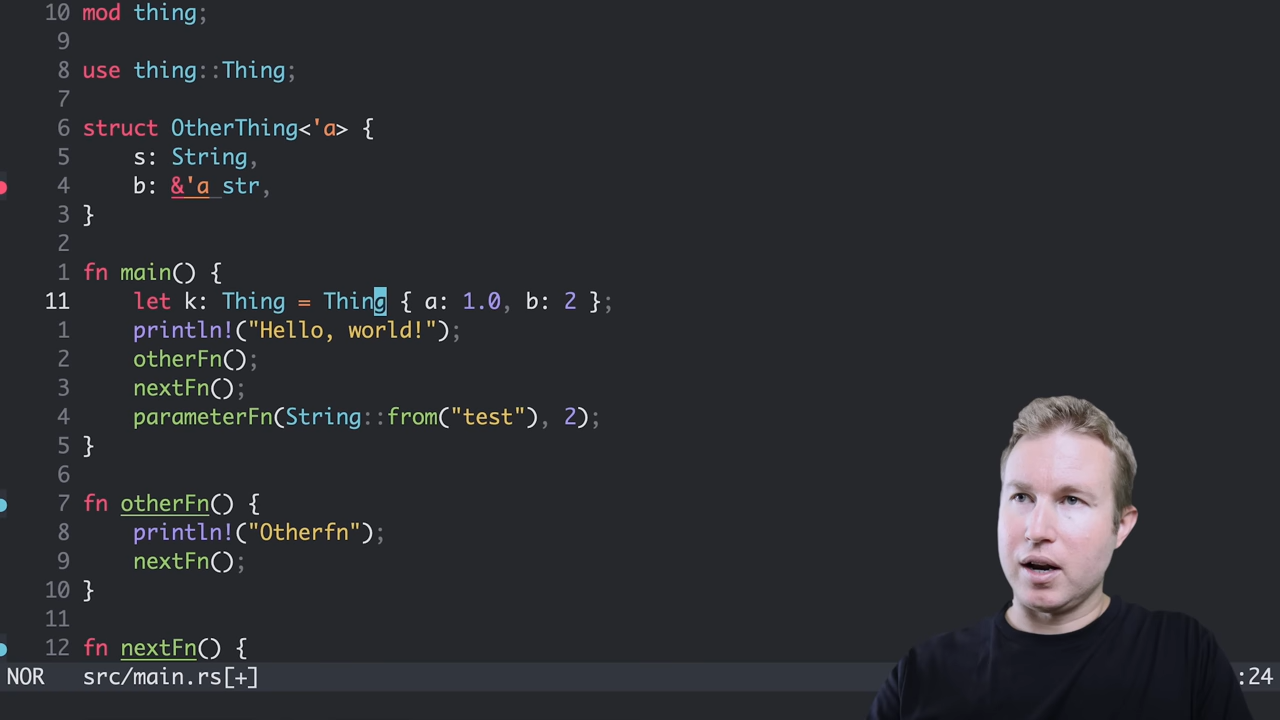 10 mod thing;
9
8 use thing::Thing;
7
6 struct OtherThing<'a> {
5     s: String,
4     b: &'a str,
3 }
2
1 fn main() {
11     let k: Thing = Thing { a: 1.0, b: 2 };
1     println!("Hello, world!");
2     otherFn();
3     nextFn();
4     parameterFn(String::from("test"), 2);
5 }
6
7 fn otherFn() {
8     println!("Otherfn");
9     nextFn();
10 }
11
12 fn nextFn() {
NOR src/main.rs[+] :24